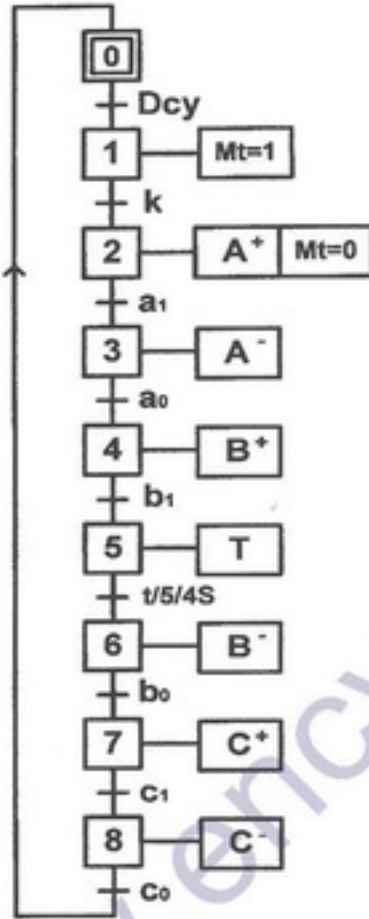 0
Dcy
1 Mt=1
k
2 A⁺ Mt=0
a₁
3 A⁻
a₀
4 B⁺
b₁
5 T
t/5/4S
6 B⁻
b₀
7 C⁺
c₁
8 C⁻
c₀
ency